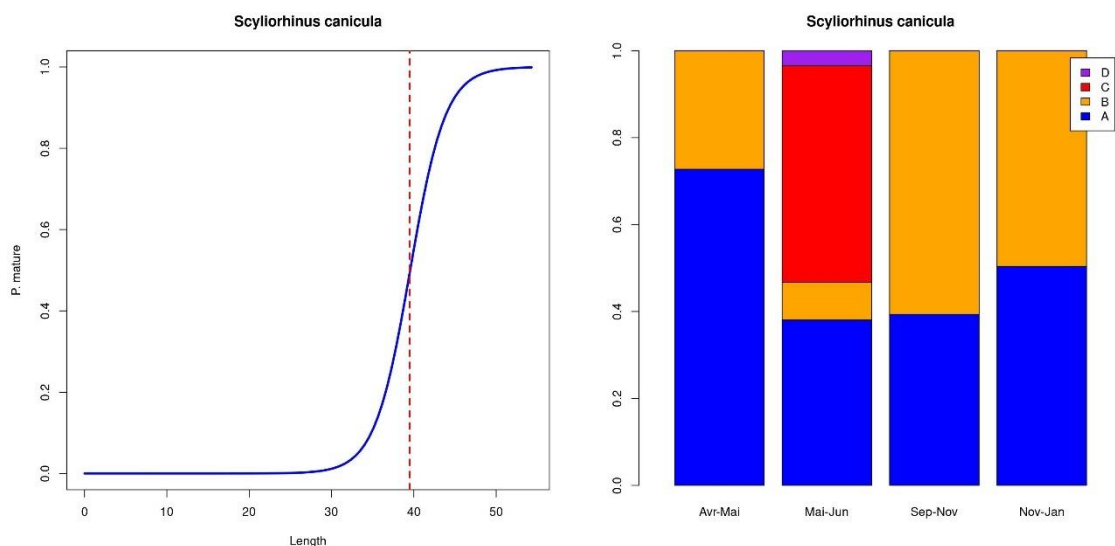 Scyliorhinus canicula
P. mature
1.0
0.8
0.6
0.4
0.2
0.0
0 10 20 30 40 50
Length
Scyliorhinus canicula
1.0
0.8
0.6
0.4
0.2
0.0
D
C
B
A
Avr-Mai Mai-Jun Sep-Nov Nov-Jan